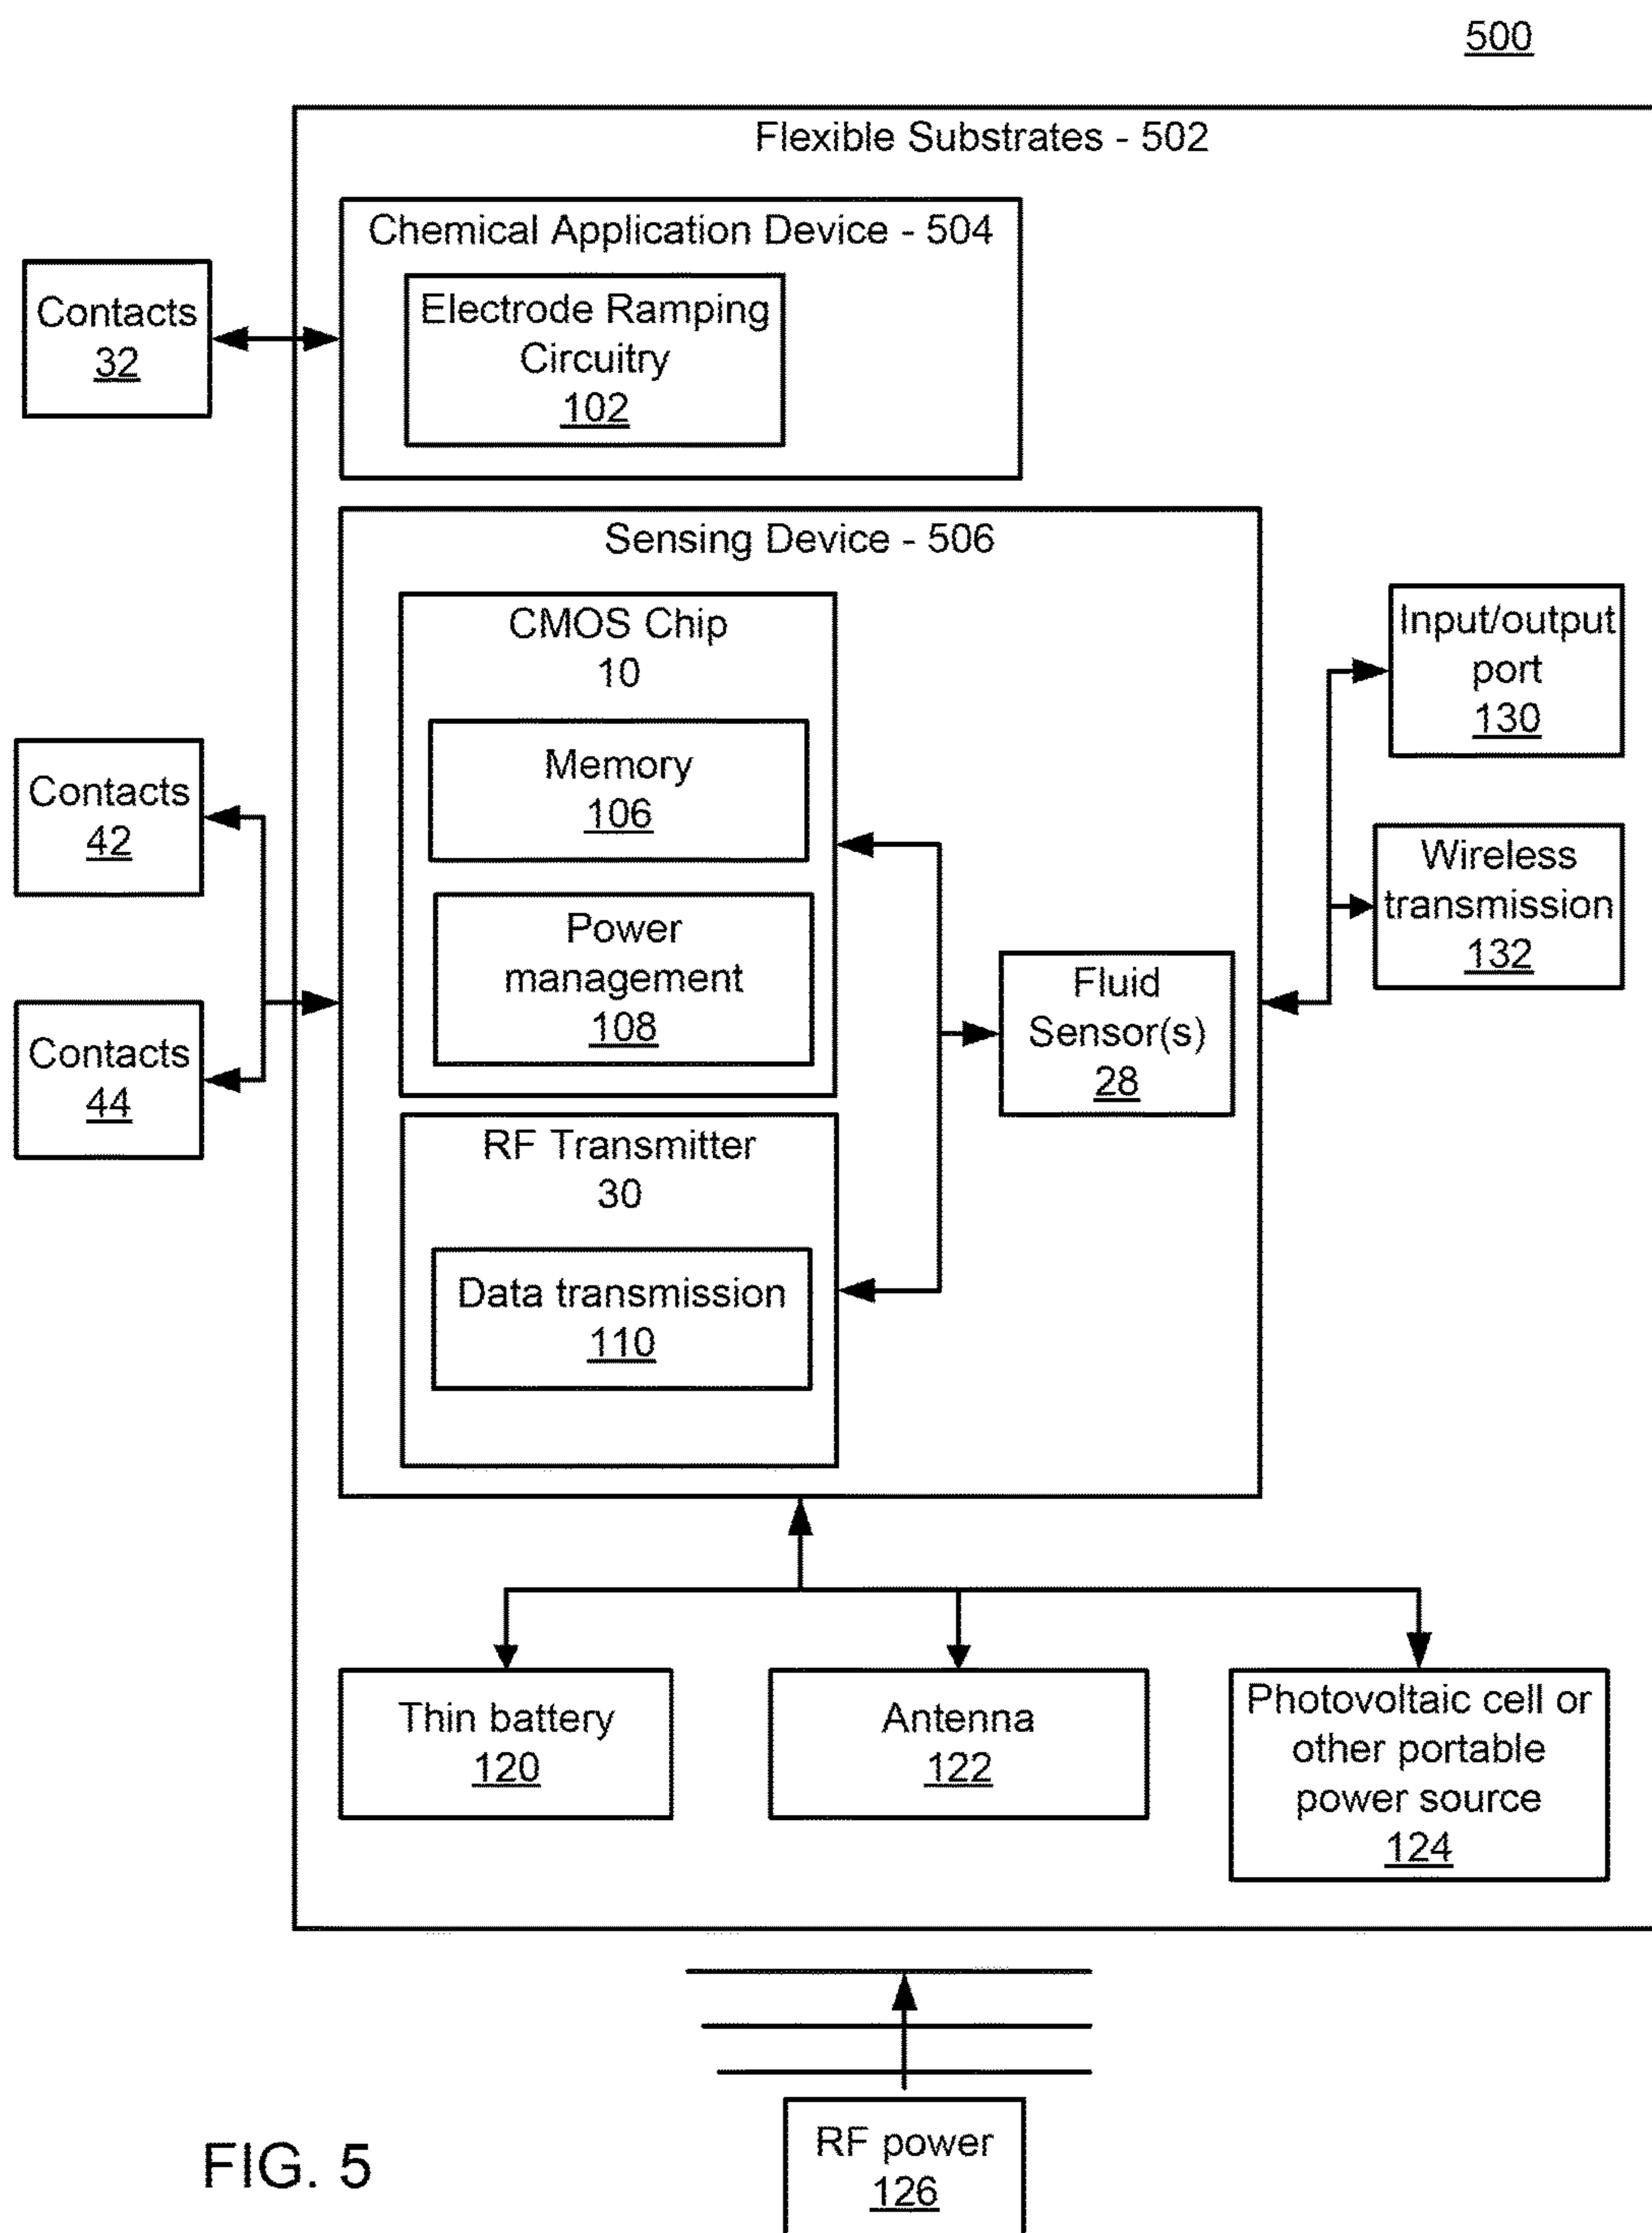 500
Flexible Substrates - 502
Chemical Application Device - 504
Electrode Ramping
Circuitry
102
Contacts
32
Sensing Device - 506
CMOS Chip
10
Memory
106
Power
management
108
RF Transmitter
30
Data transmission
110
Fluid
Sensor(s)
28
Contacts
42
Contacts
44
Input/output
port
130
Wireless
transmission
132
Thin battery
120
Antenna
122
Photovoltaic cell or
other portable
power source
124
RF power
126
FIG. 5